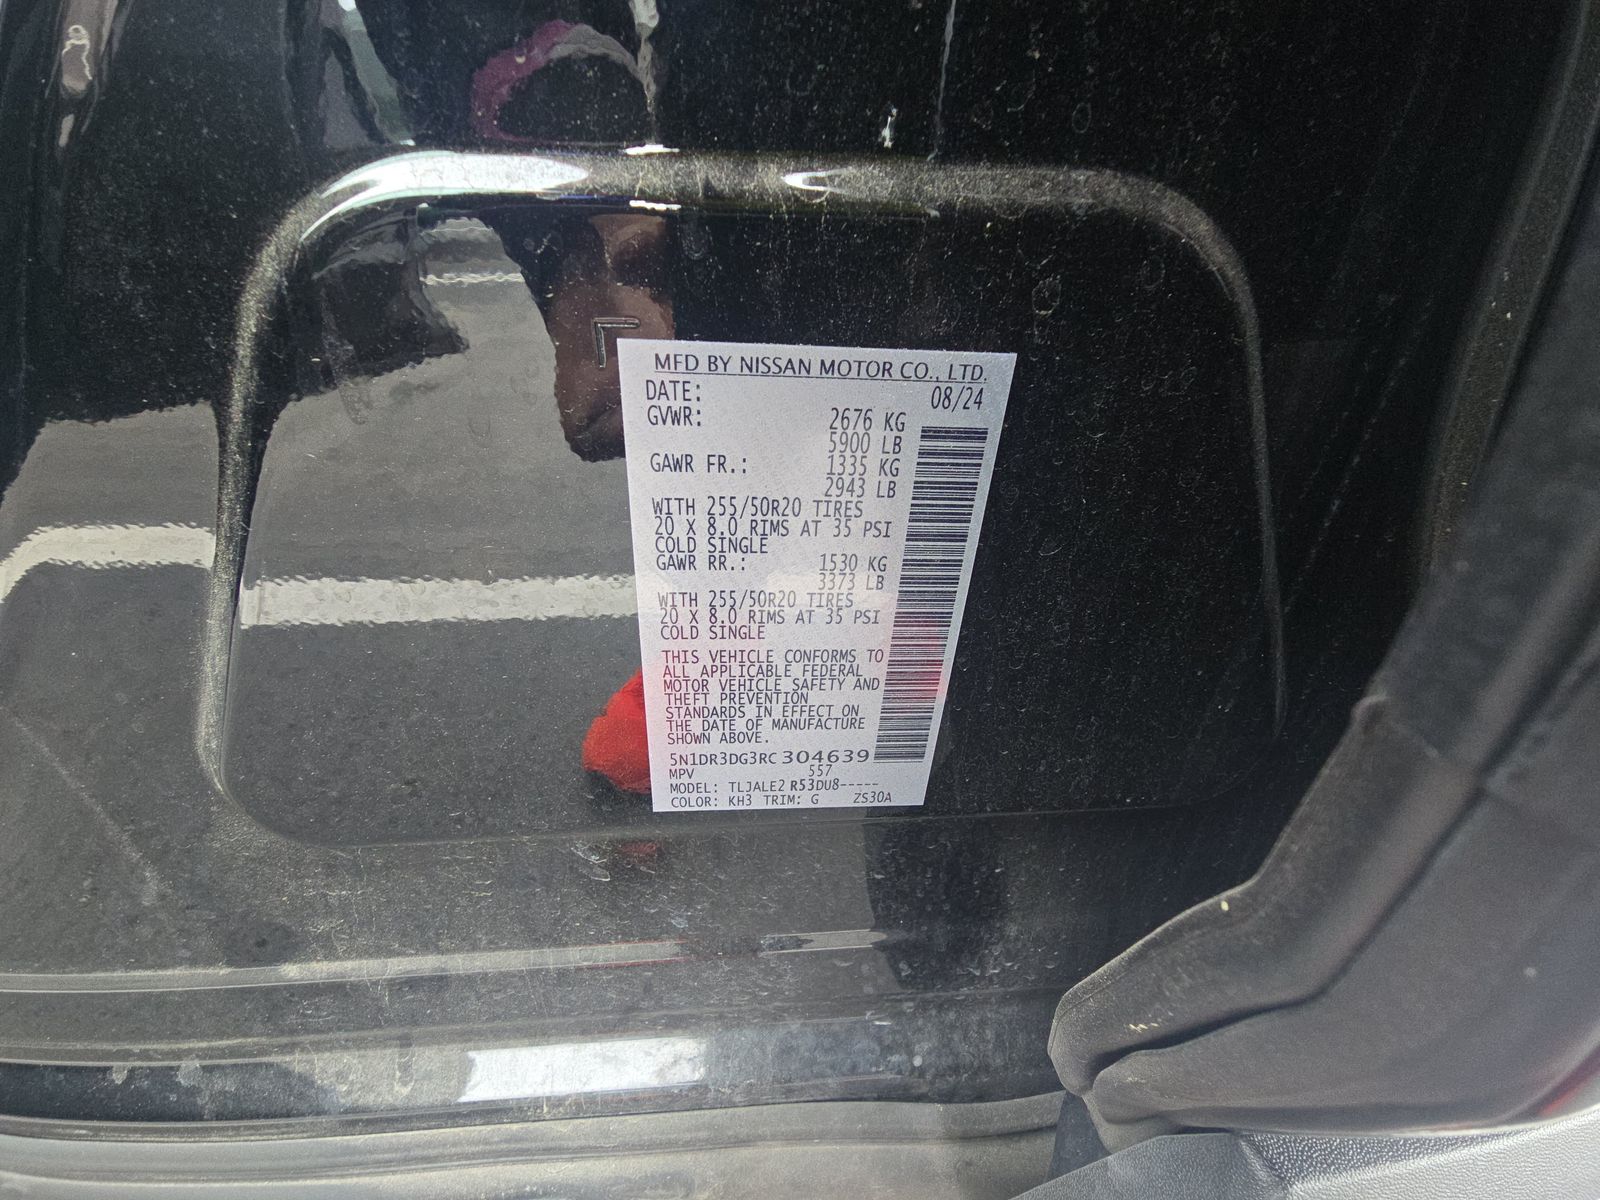 MFD BY NISSAN MOTOR CO., LTD.
DATE: 08/24
GVWR: 2676 KG
5900 LB
GAWR FR.: 1335 KG
2943 LB
WITH 255/50R20 TIRES
20 X 8.0 RIMS AT 35 PSI
COLD SINGLE
GAWR RR.: 1530 KG
3373 LB
WITH 255/50R20 TIRES
20 X 8.0 RIMS AT 35 PSI
COLD SINGLE
THIS VEHICLE CONFORMS TO
ALL APPLICABLE FEDERAL
MOTOR VEHICLE SAFETY AND
THEFT PREVENTION
STANDARDS IN EFFECT ON
THE DATE OF MANUFACTURE
SHOWN ABOVE.
5N1DR3DG3RC304639
MPV 557
MODEL: TLJALE2 R53DU8-----
COLOR: KH3 TRIM: G ZS30A